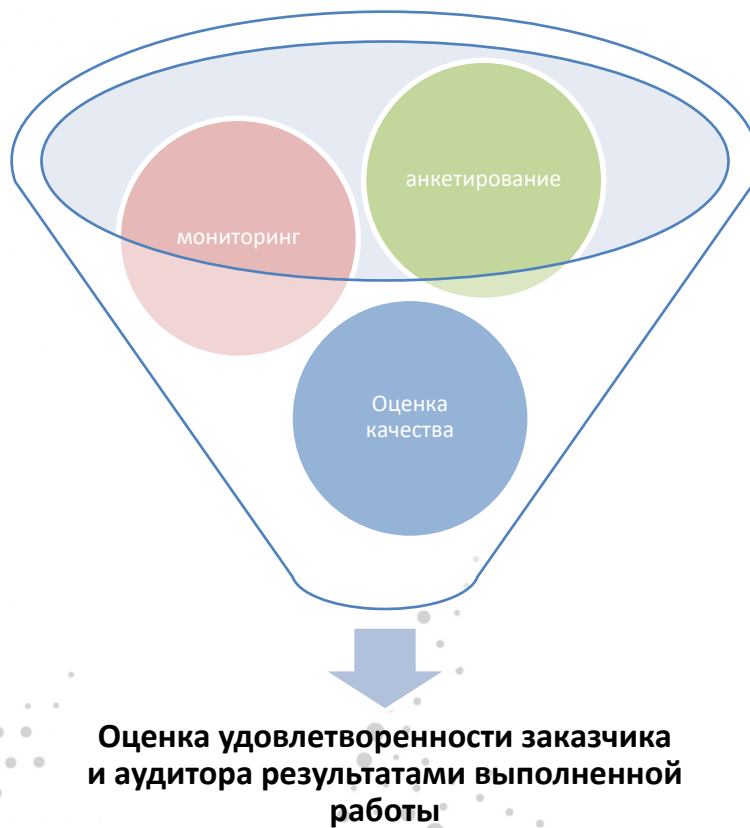 анкетирование
мониторинг
Оценка
качества
Оценка удовлетворенности заказчика
и аудитора результатами выполненной
работы